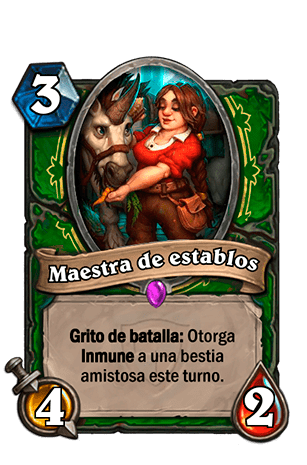 3
Maestra de establos
Grito de batalla: Otorga
Inmune a una bestia
amistosa este turno.
4
2